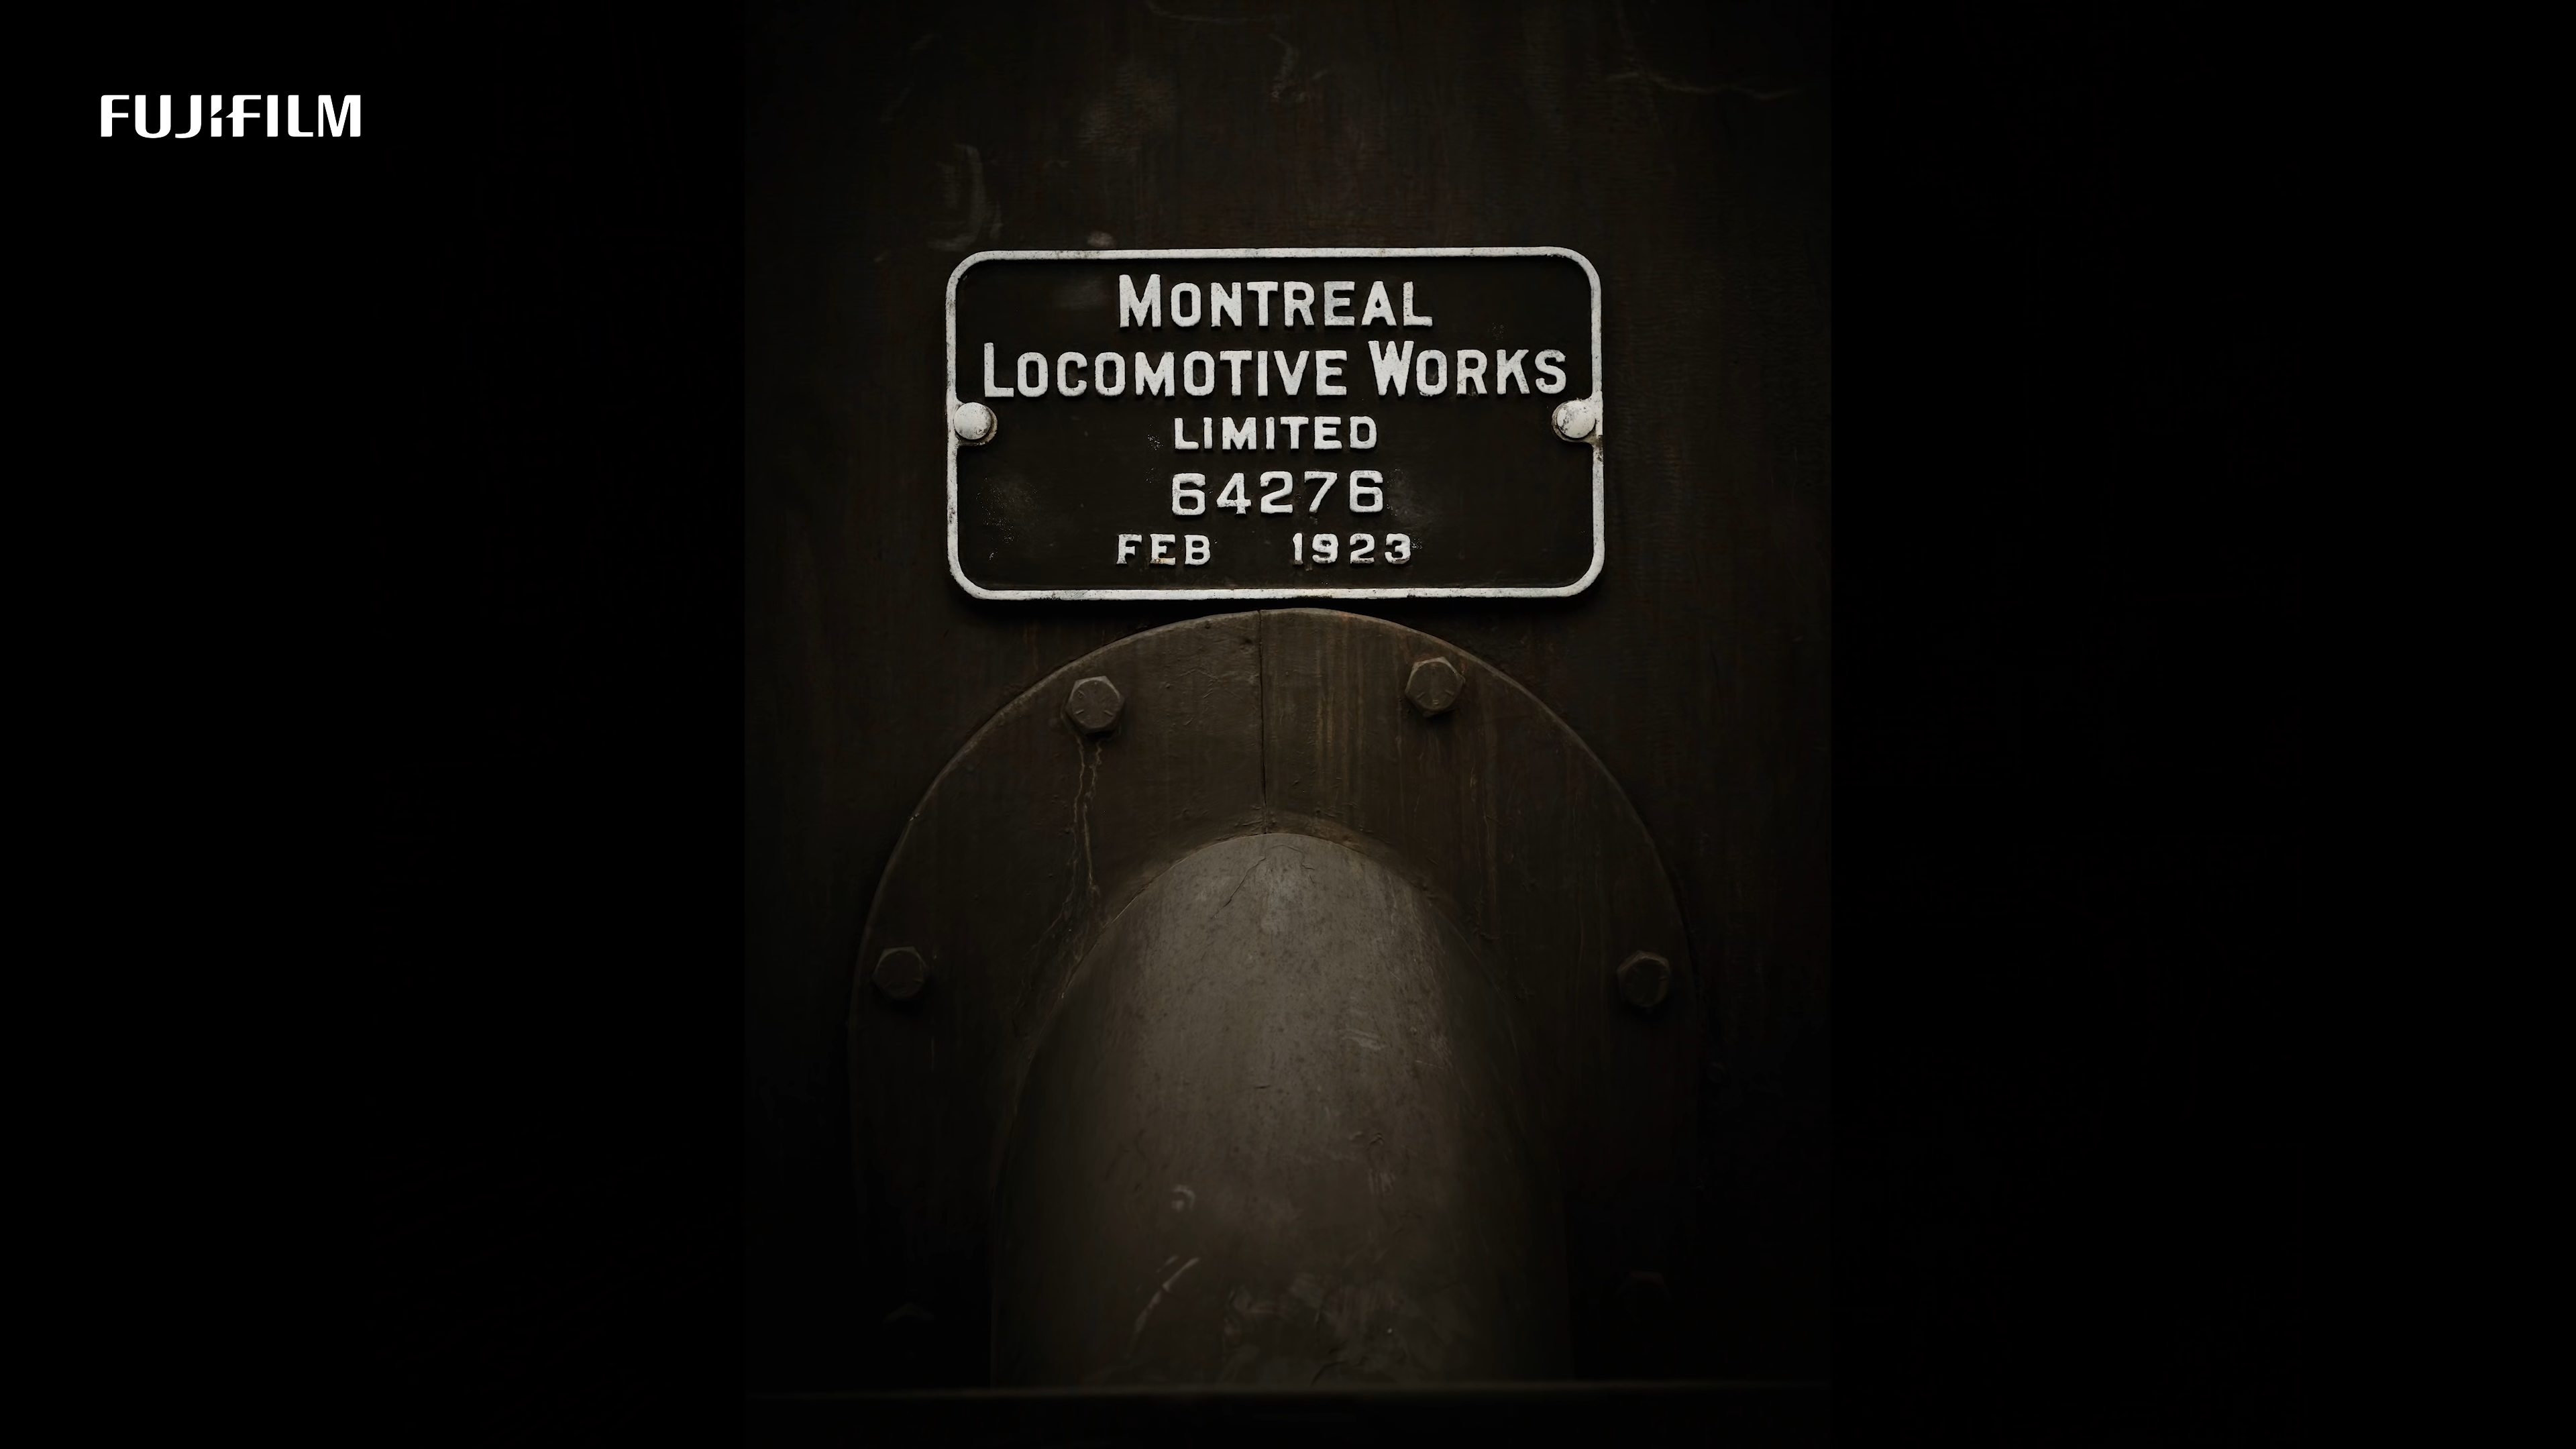 FUJIFILM
MONTREAL
LOCOMOTIVE WORKS
LIMITED
64276
FEB 1923